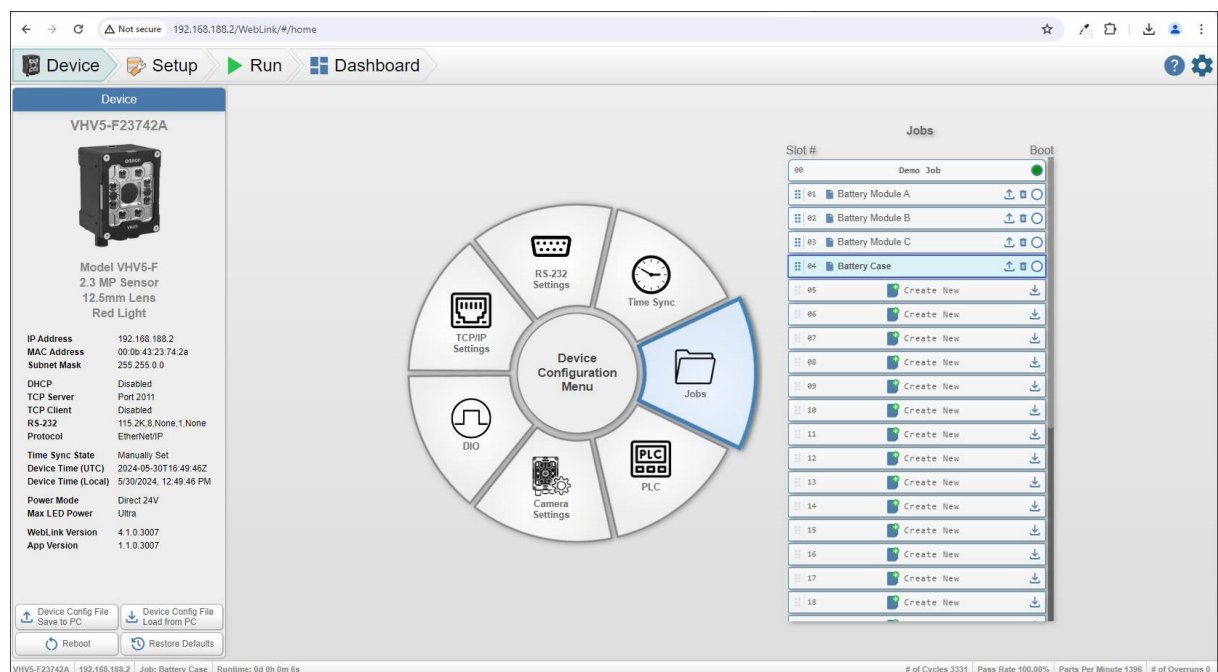 Not secure 192.168.188.2/WebLink/#/home
Device Setup Run Dashboard
Device
VHV5-F23742A
Model VHV5-F
2.3 MP Sensor
12.5mm Lens
Red Light
IP Address 192.168.188.2
MAC Address 00:0b:43:23:74:2a
Subnet Mask 255.255.0.0
DHCP Disabled
TCP Server Port 2011
TCP Client Disabled
RS-232 115.2K,8,None,1,None
Protocol EtherNet/IP
Time Sync State Manually Set
Device Time (UTC) 2024-05-30T16:49:46Z
Device Time (Local) 5/30/2024, 12:49:46 PM
Power Mode Direct 24V
Max LED Power Ultra
WebLink Version 4.1.0.3007
App Version 1.1.0.3007
Device Config File
Save to PC
Device Config File
Load from PC
Reboot
Restore Defaults
RS-232
Settings
Time Sync
TCP/IP
Settings
Device
Configuration
Menu
Jobs
DIO
PLC
PLC
Camera
Settings
Jobs
Slot # Boot
00 Demo Job
01 Battery Module A
02 Battery Module B
03 Battery Module C
04 Battery Case
05 Create New
06 Create New
07 Create New
08 Create New
09 Create New
10 Create New
11 Create New
12 Create New
13 Create New
14 Create New
15 Create New
16 Create New
17 Create New
18 Create New
VHV5-F23742A 192.168.188.2 Job: Battery Case Runtime: 0d 0h 0m 6s # of Cycles 3331 Pass Rate 100.00% Parts Per Minute 1396 # of Overruns 0